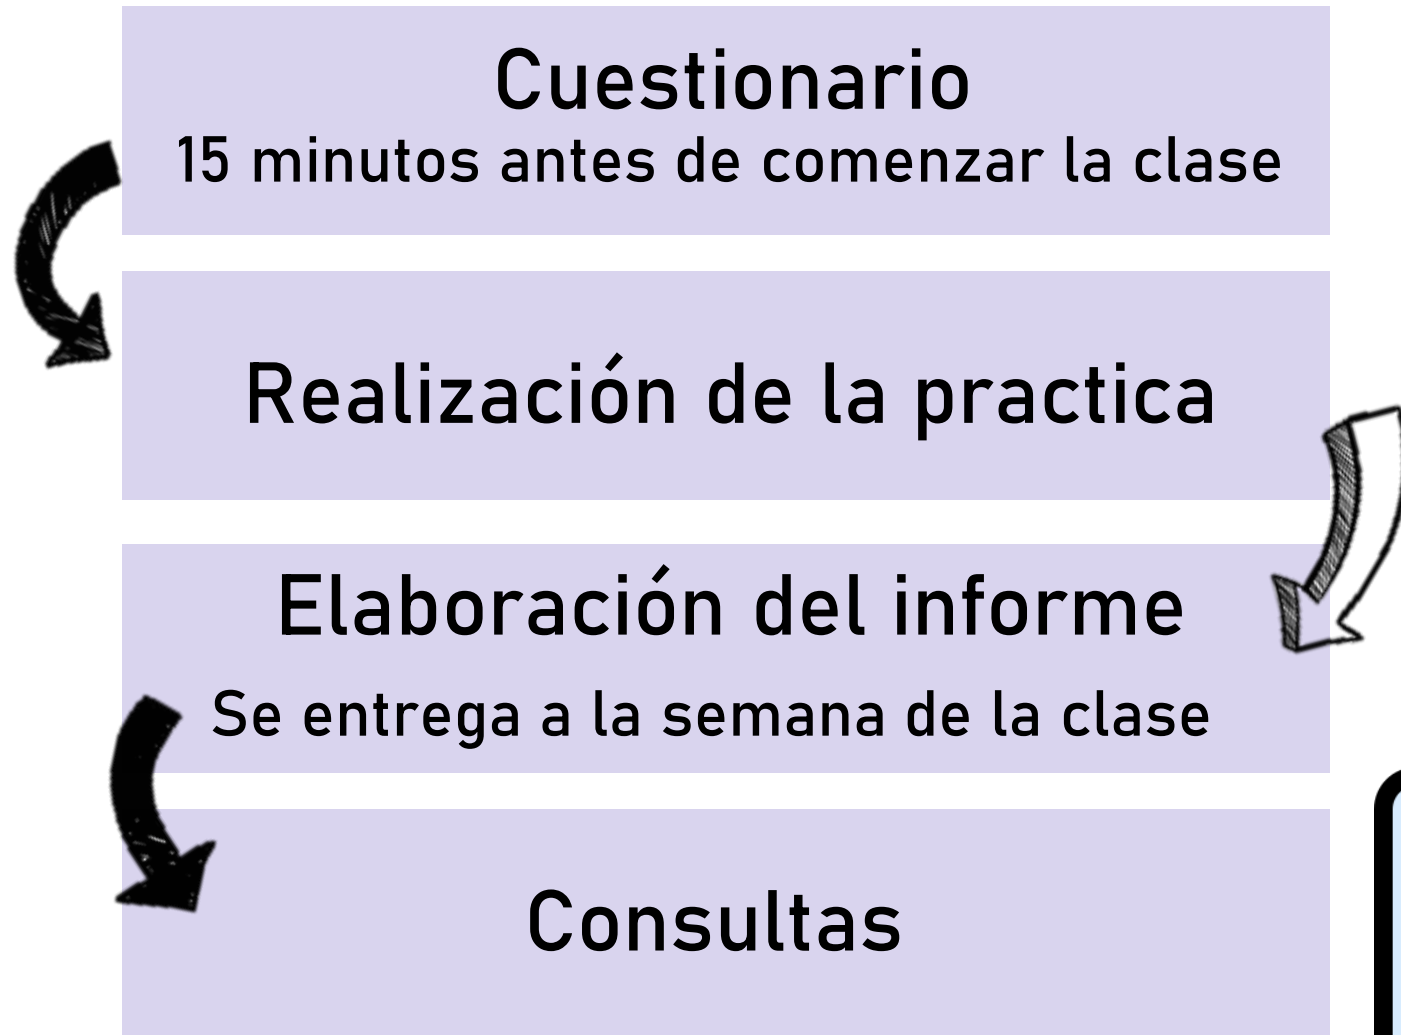 Cuestionario
15 minutos antes de comenzar la clase
Realización de la practica
Elaboración del informe
Se entrega a la semana de la clase
Consultas